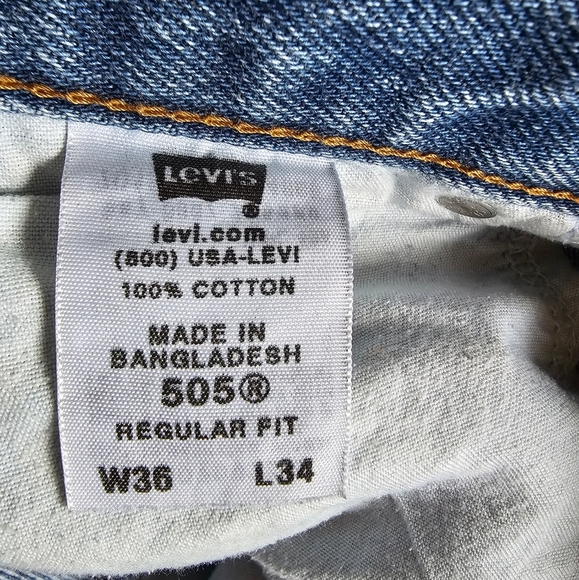 LEVI'S
levi.com
(800) USA-LEVI
100% COTTON
MADE IN
BANGLADESH
505®
REGULAR FIT
W36 L34